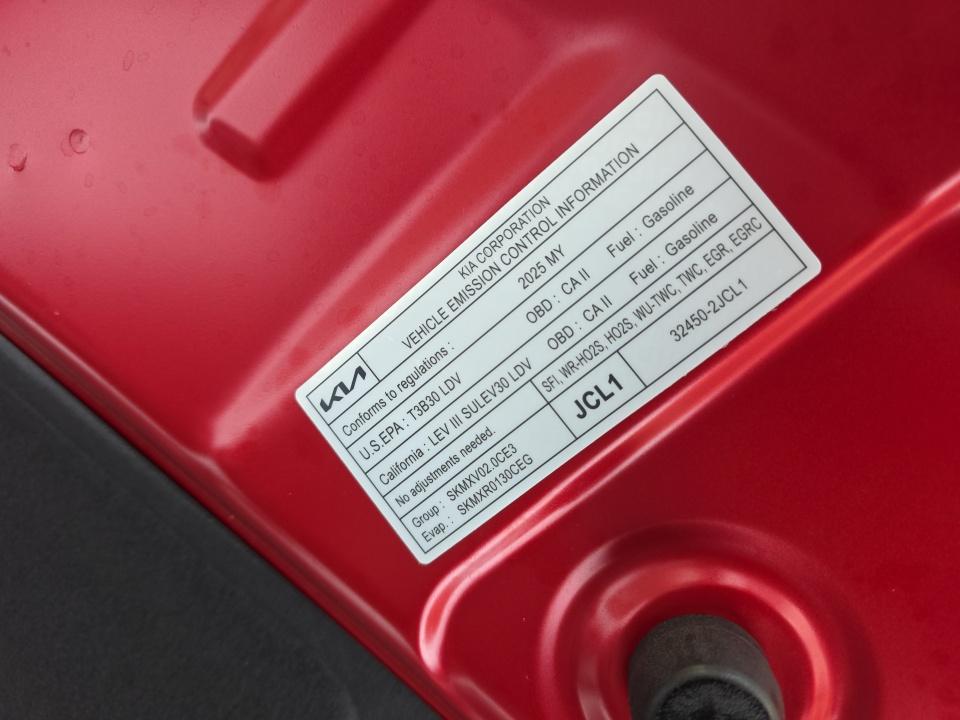 KIA
KIA CORPORATION
VEHICLE EMISSION CONTROL INFORMATION
Conforms to regulations : 2025 MY
U.S.EPA : T3B30 LDV OBD : CA II Fuel : Gasoline
California : LEV III SULEV30 LDV OBD : CA II Fuel : Gasoline
No adjustments needed. SFI, WR-HO2S, HO2S, WU-TWC, TWC, EGR, EGRC
Group : SKMXV02.0CE3
Evap. : SKMXR0130CEG
JCL1
32450-2JCL1